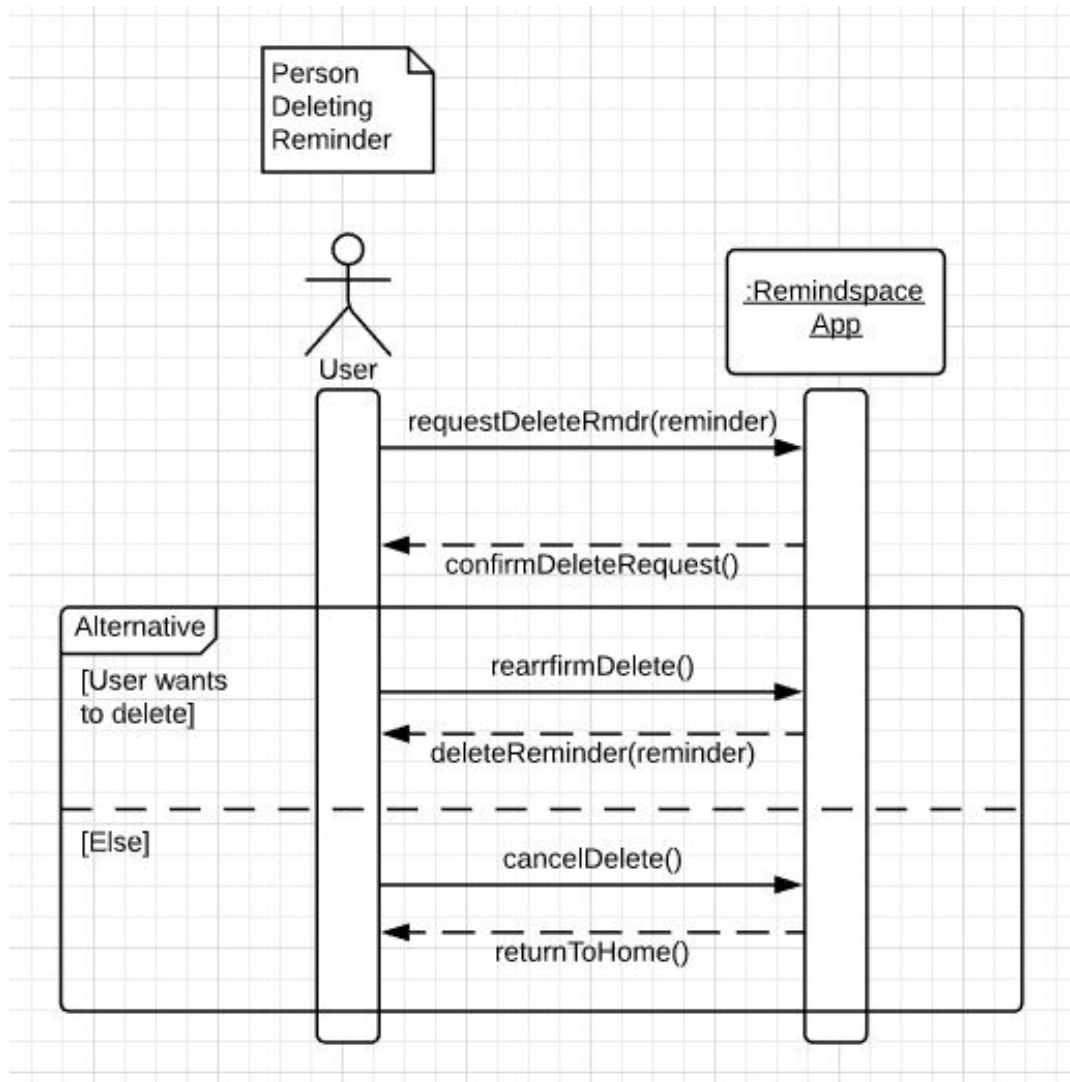 Person
Deleting
Reminder
:Remindspace
App
User
requestDeleteRmdr(reminder)
confirmDeleteRequest()
Alternative
[User wants
to delete]
rearrfirmDelete()
deleteReminder(reminder)
[Else]
cancelDelete()
returnToHome()